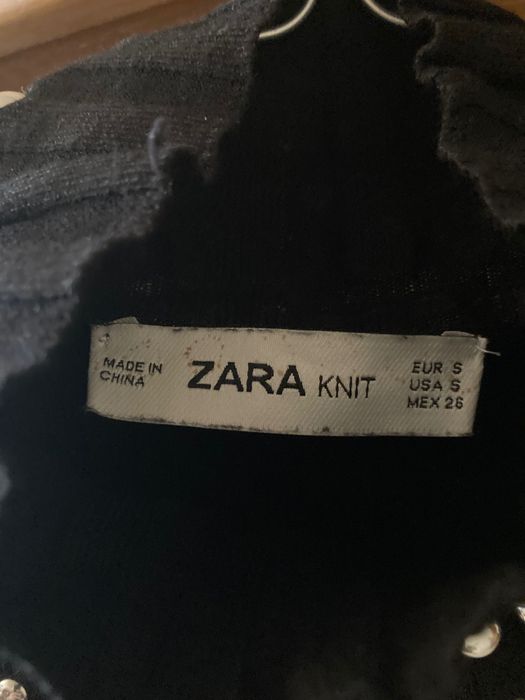 MADE IN
CHINA
ZARA KNIT
EUR S
USA S
MEX 26